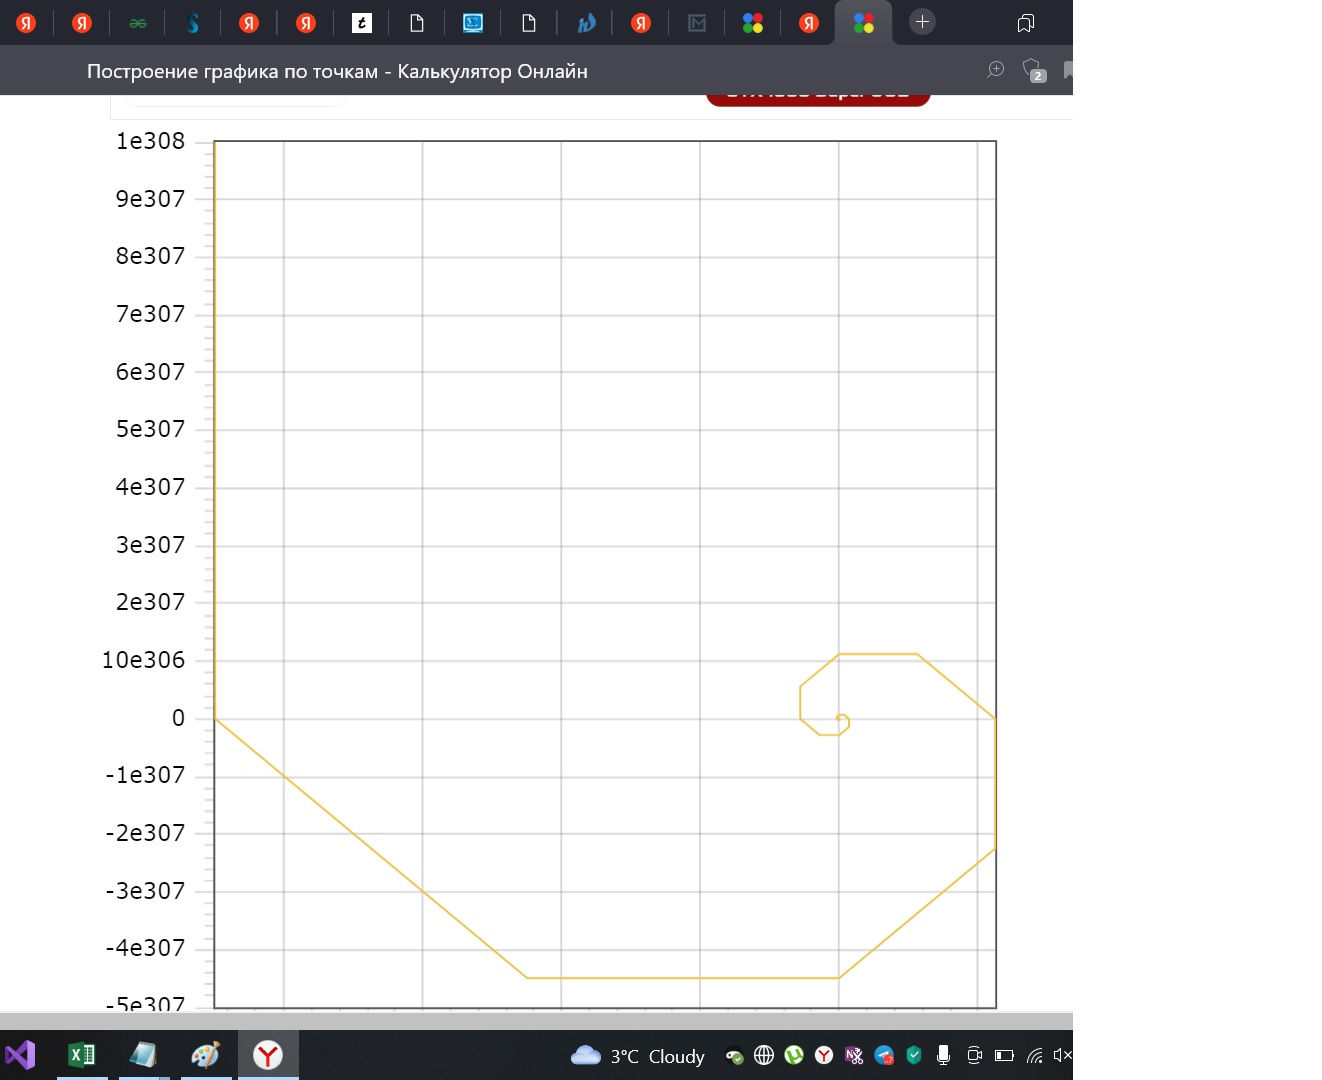 Я Я Я Я t Я Я
Построение графика по точкам - Калькулятор Онлайн
2
1e308
9e307
8e307
7e307
6e307
5e307
4e307
3e307
2e307
10e306
0
-1e307
-2e307
-3e307
-4e307
-5e307
3°C Cloudy